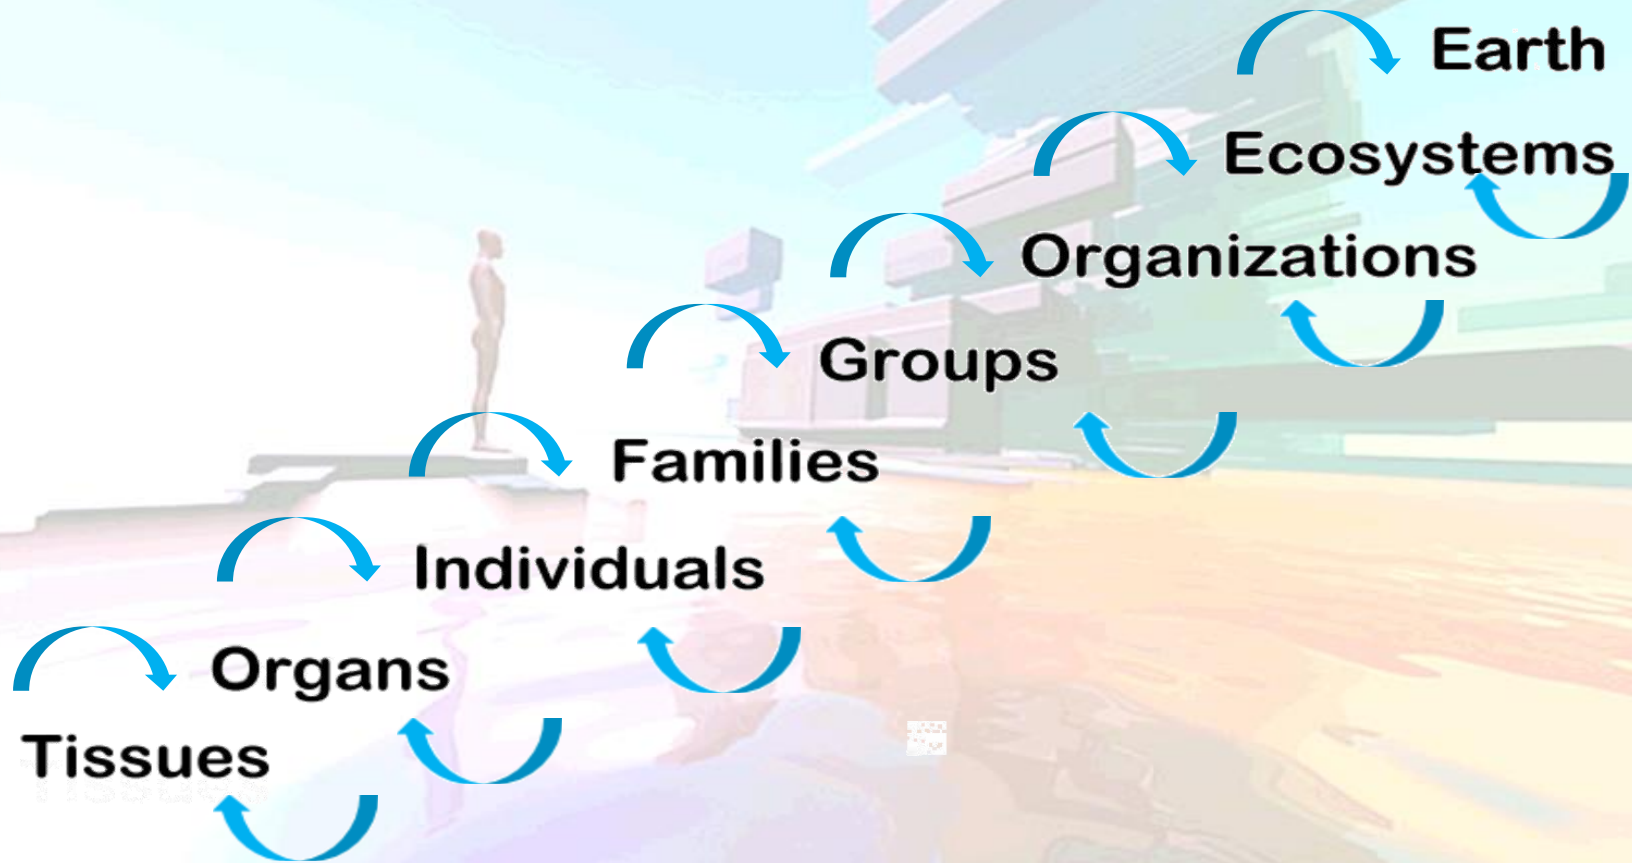 Earth
Ecosystems
Organizations
Groups
Families
Individuals
Organs
Tissues